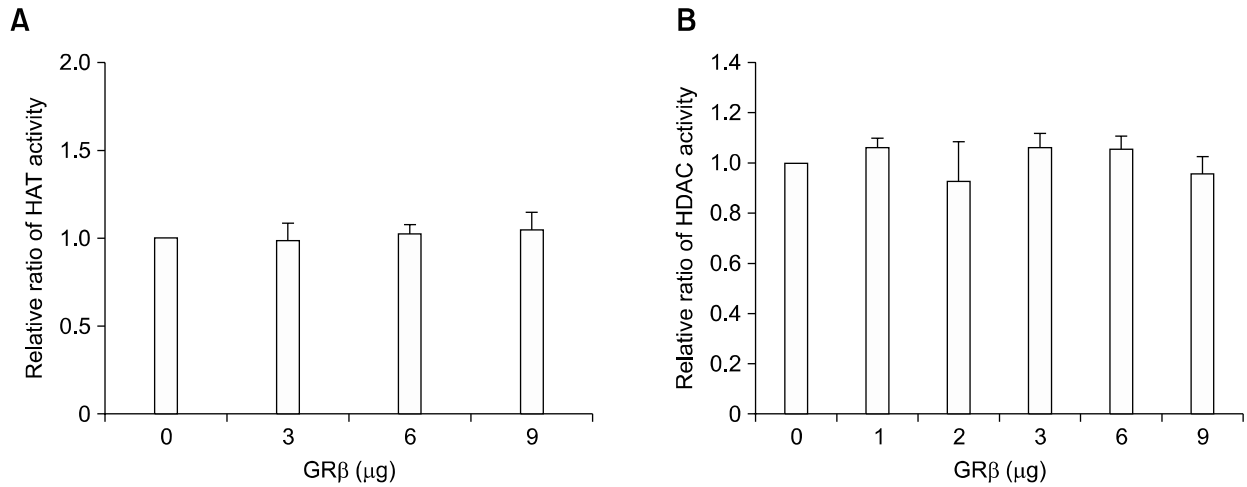 A
Relative ratio of HAT activity
2.0
1.5
1.0
0.5
0
0 3 6 9
GRβ (μg)
B
Relative ratio of HDAC activity
1.4
1.2
1.0
0.8
0.6
0.4
0.2
0
0 1 2 3 6 9
GRβ (μg)